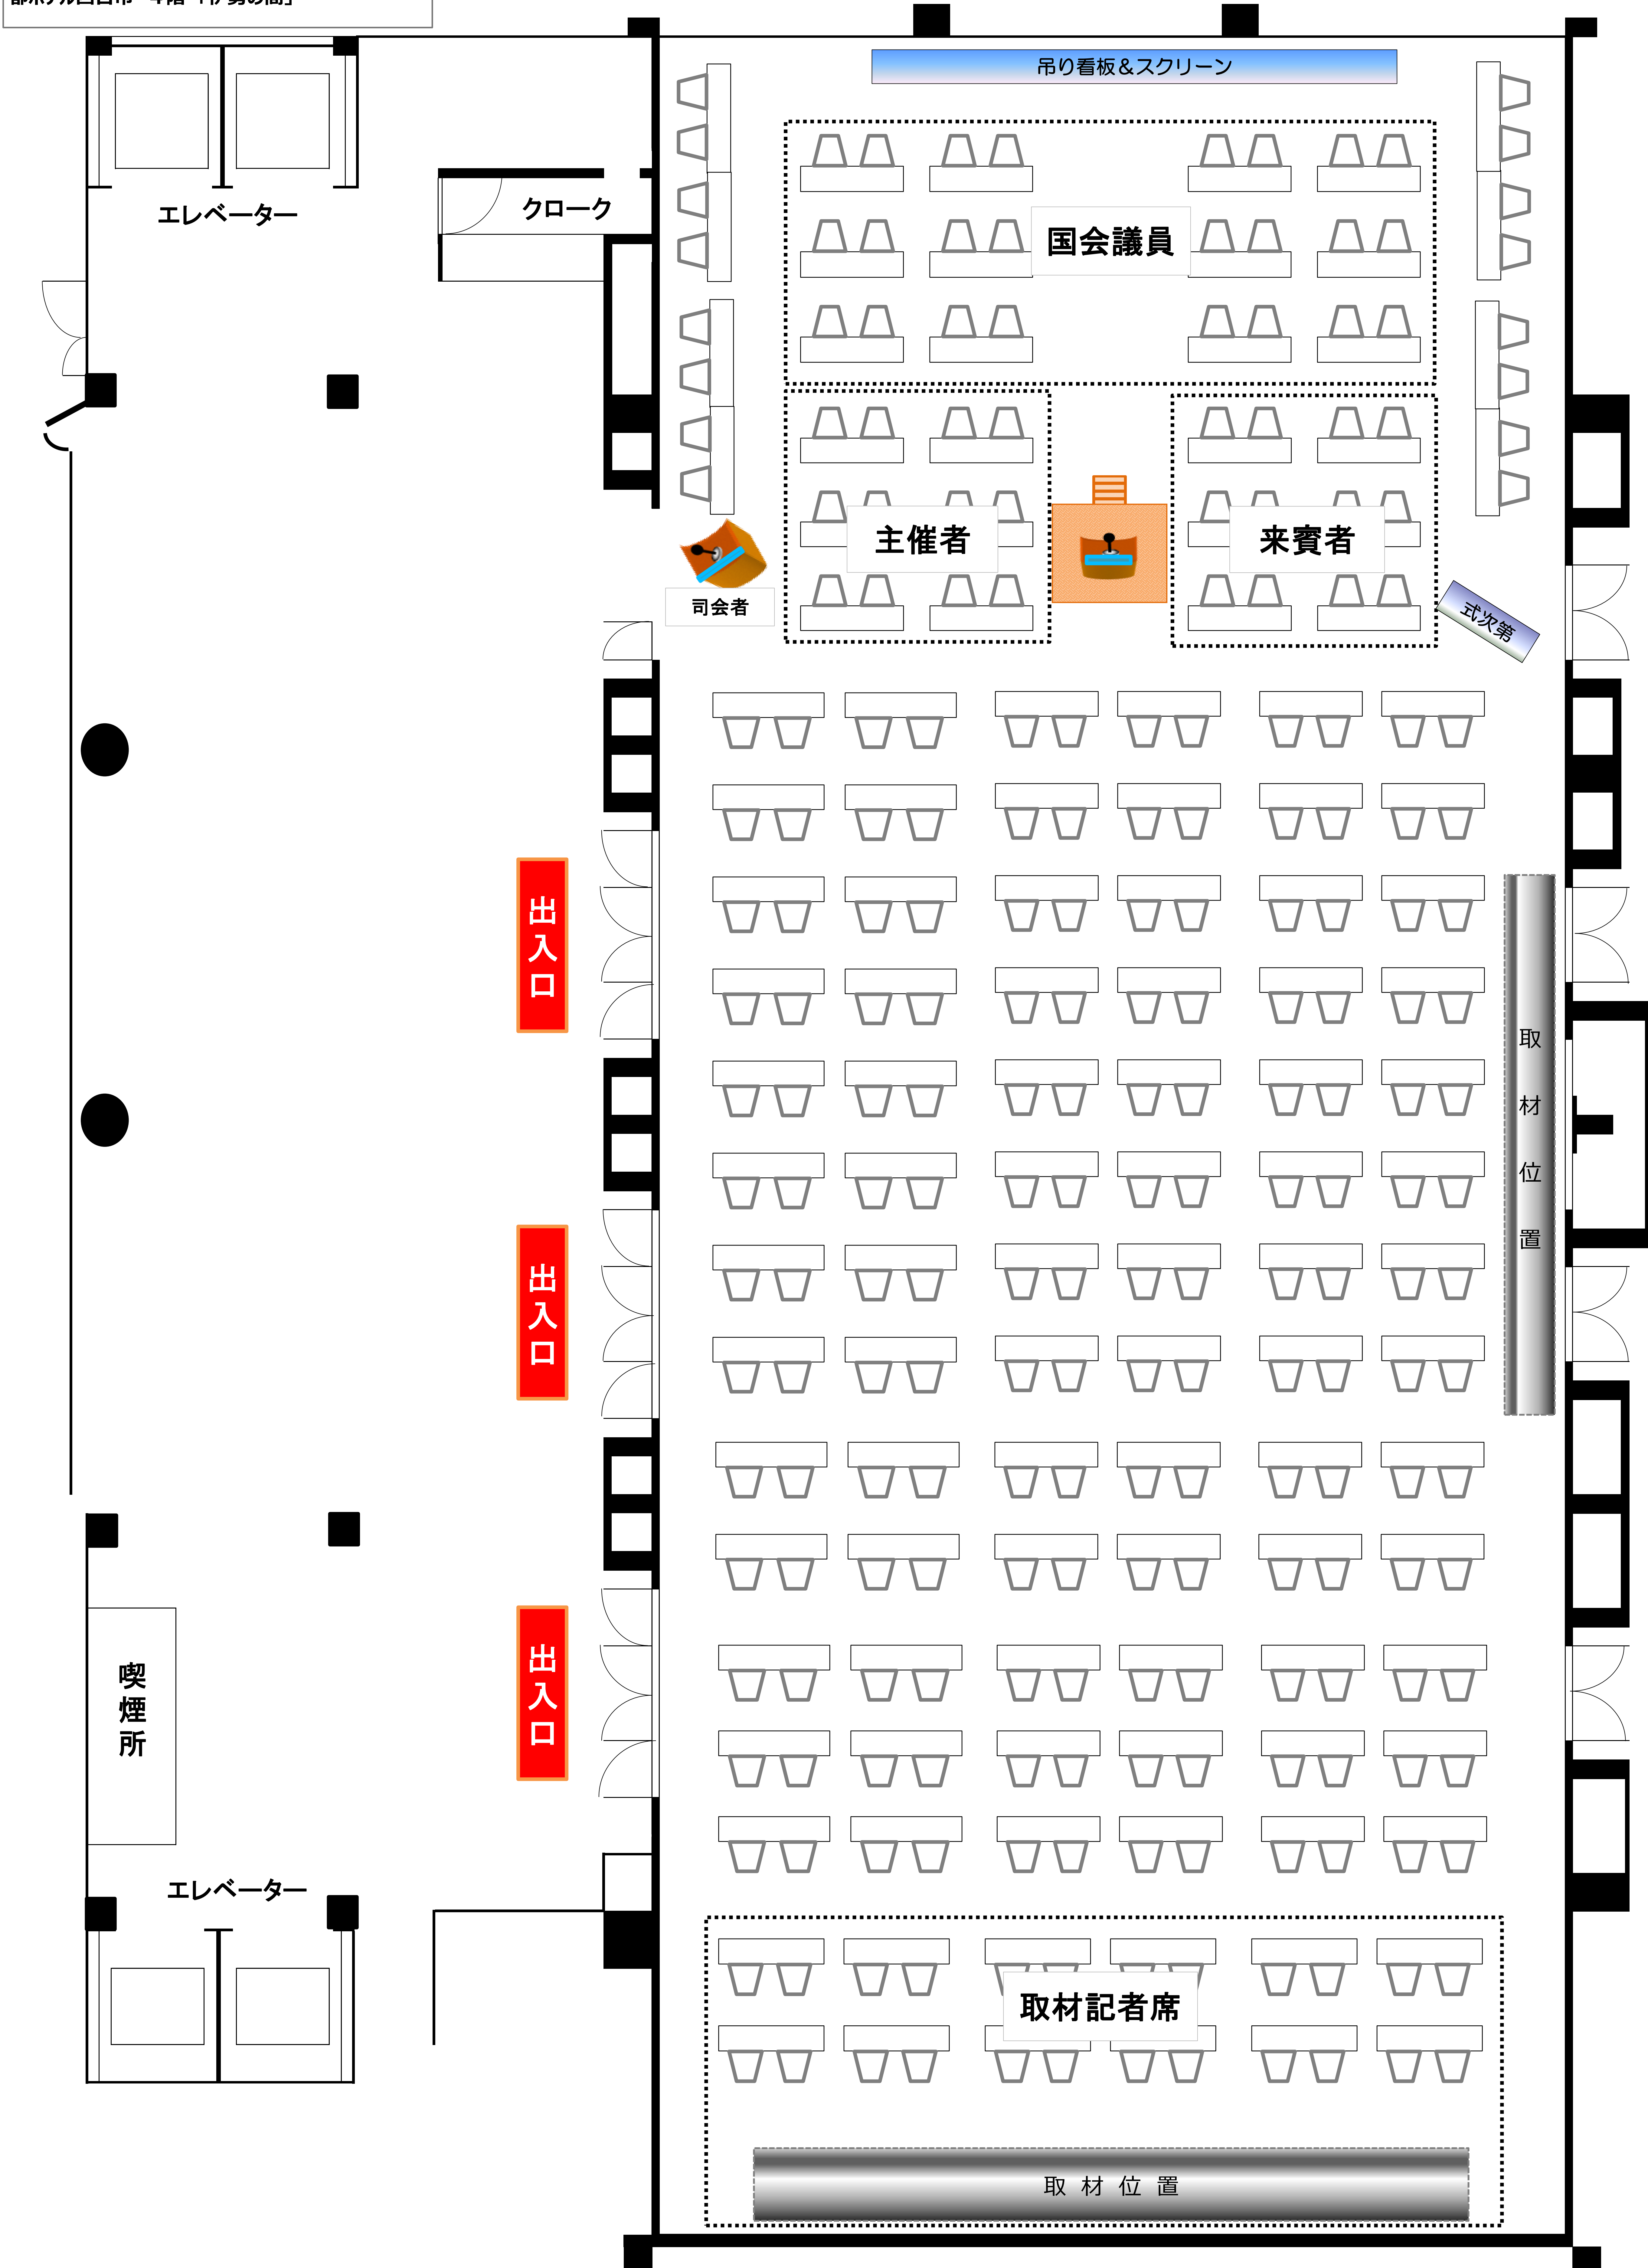 吊り看板＆スクリーン
エレベーター
クローク
国会議員
主催者
来賓者
司会者
式次第
出入口
取材位置
出入口
出入口
喫煙所
エレベーター
取材記者席
取材位置